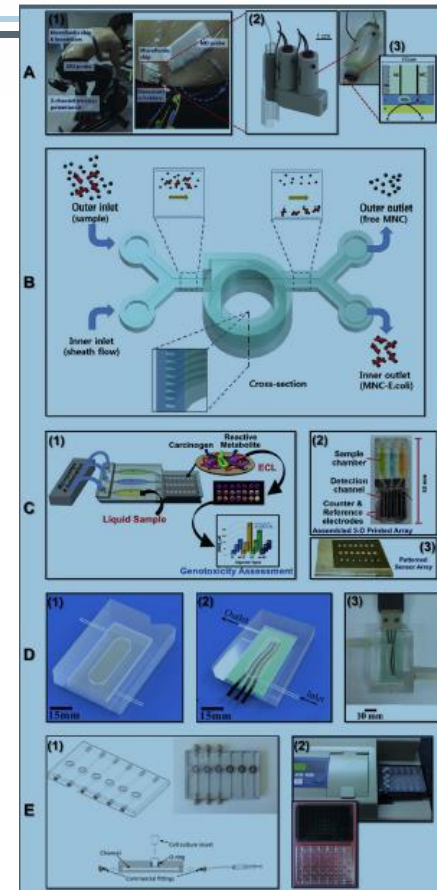 A
(1)
Microfluidic chip
MD probe
(2)
1 cm
(3)
B
Outer inlet
(sample)
Outer outlet
(free MNC)
Inner inlet
(sheath flow)
Inner outlet
(MNC-E.coli)
Cross-section
C
(1)
Carcinogen
Reactive
Metabolite
ECL
Liquid Sample
Genotoxicity Assessment
(2)
Sample
chamber
Detection
channel
Counter &
Reference
electrodes
Assembled 3-D Printed Array
(3)
Patterned
Sensor Array
D
(1)
15mm
(2)
Outlet
Inlet
15mm
(3)
10 mm
E
(1)
Channel
Cell culture insert
O-ring
Commercial fittings
(2)